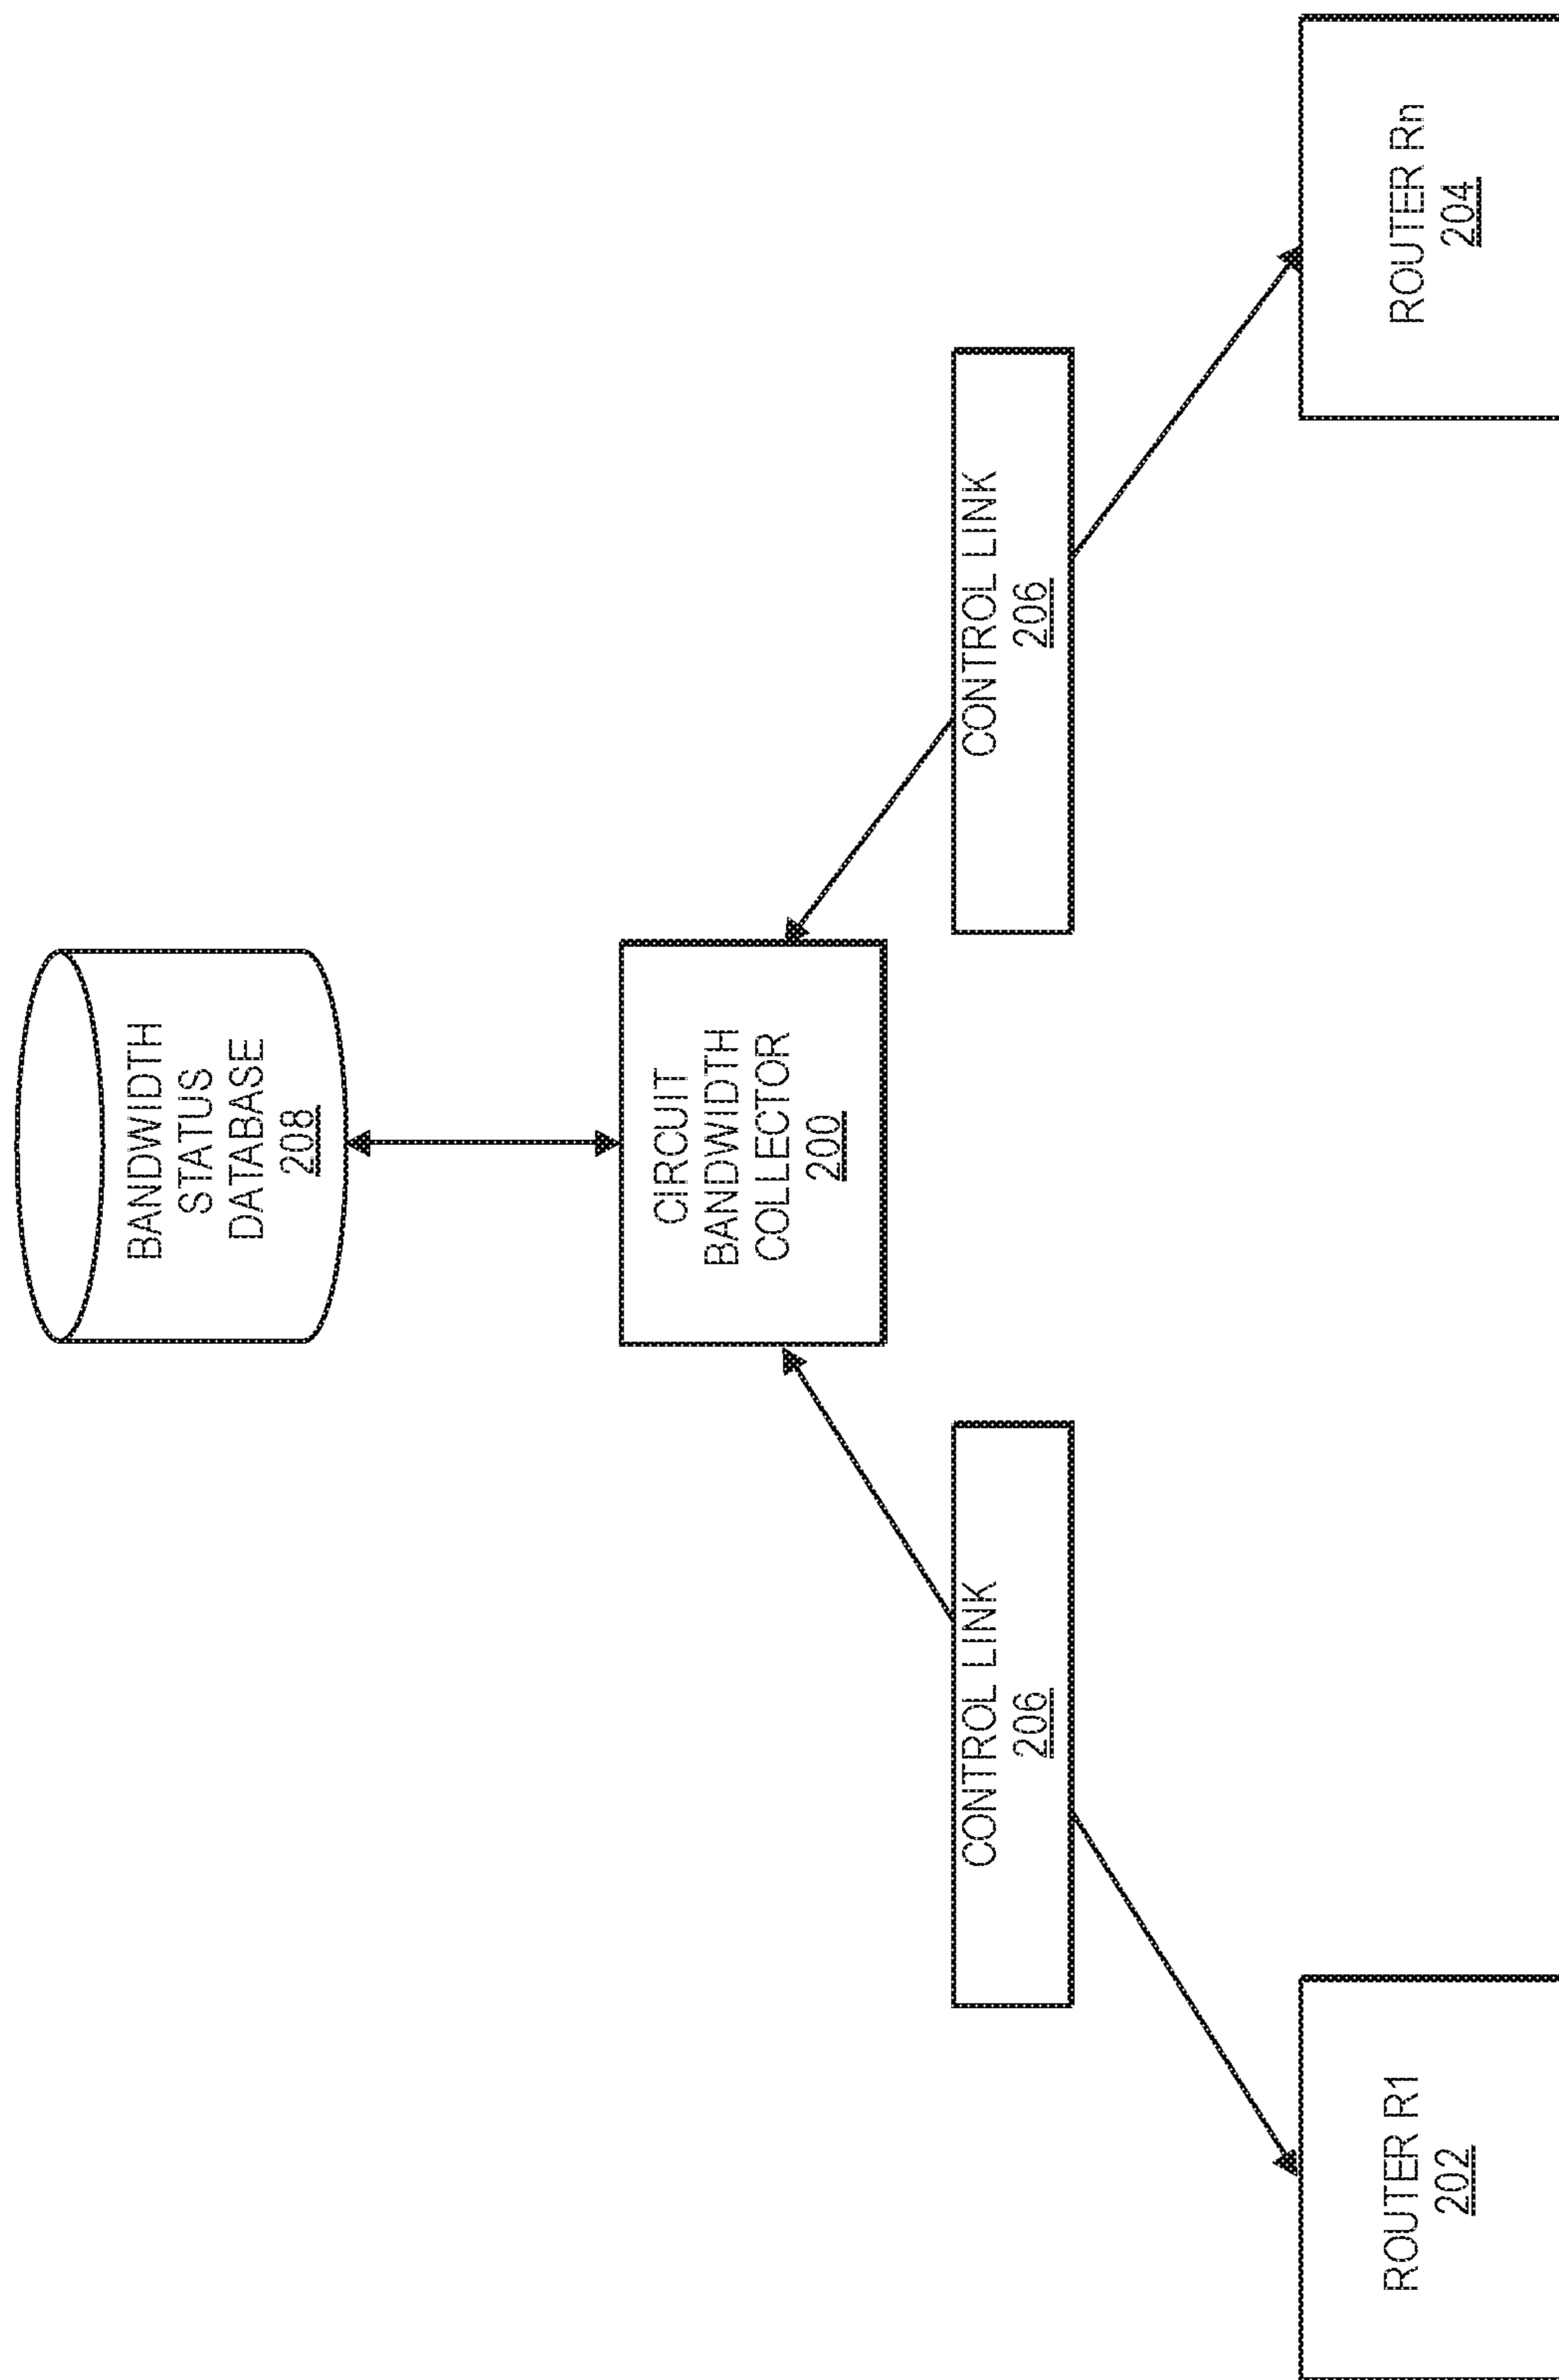 BANDWIDTH
STATUS
DATABASE
208
CIRCUIT
BANDWIDTH
COLLECTOR
200
CONTROL LINK
206
CONTROL LINK
206
ROUTER R1
202
ROUTER Rn
204